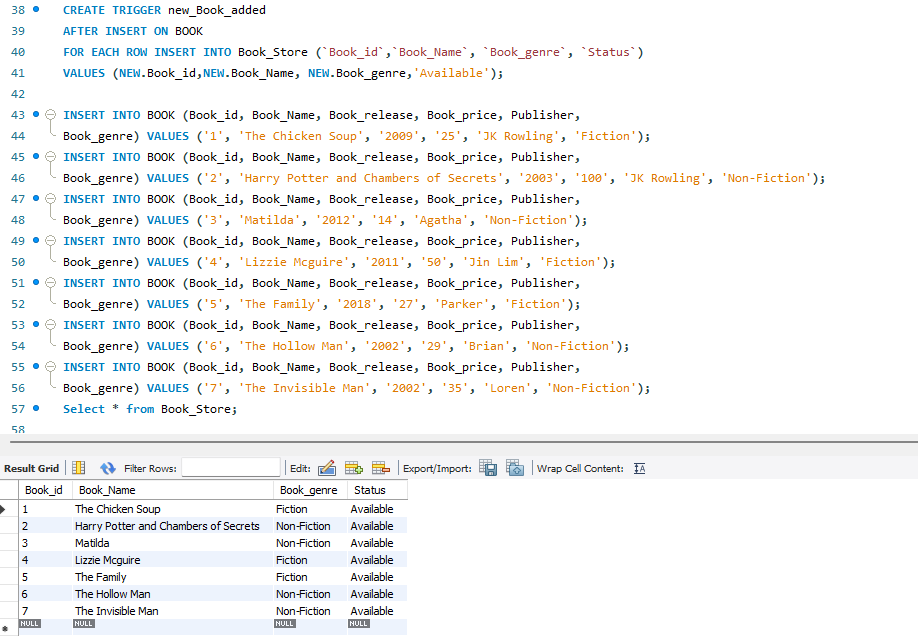 38 CREATE TRIGGER new_Book_added
39 AFTER INSERT ON BOOK
40 FOR EACH ROW INSERT INTO Book_Store (`Book_id`,`Book_Name`, `Book_genre`, `Status`)
41 VALUES (NEW.Book_id,NEW.Book_Name, NEW.Book_genre,'Available');
42
43 INSERT INTO BOOK (Book_id, Book_Name, Book_release, Book_price, Publisher,
44 Book_genre) VALUES ('1', 'The Chicken Soup', '2009', '25', 'JK Rowling', 'Fiction');
45 INSERT INTO BOOK (Book_id, Book_Name, Book_release, Book_price, Publisher,
46 Book_genre) VALUES ('2', 'Harry Potter and Chambers of Secrets', '2003', '100', 'JK Rowling', 'Non-Fiction');
47 INSERT INTO BOOK (Book_id, Book_Name, Book_release, Book_price, Publisher,
48 Book_genre) VALUES ('3', 'Matilda', '2012', '14', 'Agatha', 'Non-Fiction');
49 INSERT INTO BOOK (Book_id, Book_Name, Book_release, Book_price, Publisher,
50 Book_genre) VALUES ('4', 'Lizzie Mcguire', '2011', '50', 'Jin Lim', 'Fiction');
51 INSERT INTO BOOK (Book_id, Book_Name, Book_release, Book_price, Publisher,
52 Book_genre) VALUES ('5', 'The Family', '2018', '27', 'Parker', 'Fiction');
53 INSERT INTO BOOK (Book_id, Book_Name, Book_release, Book_price, Publisher,
54 Book_genre) VALUES ('6', 'The Hollow Man', '2002', '29', 'Brian', 'Non-Fiction');
55 INSERT INTO BOOK (Book_id, Book_Name, Book_release, Book_price, Publisher,
56 Book_genre) VALUES ('7', 'The Invisible Man', '2002', '35', 'Loren', 'Non-Fiction');
57 Select * from Book_Store;
58
Result Grid Filter Rows: Edit: Export/Import: Wrap Cell Content: IA
Book_id Book_Name Book_genre Status
1 The Chicken Soup Fiction Available
2 Harry Potter and Chambers of Secrets Non-Fiction Available
3 Matilda Non-Fiction Available
4 Lizzie Mcguire Fiction Available
5 The Family Fiction Available
6 The Hollow Man Non-Fiction Available
7 The Invisible Man Non-Fiction Available
NULL NULL NULL NULL